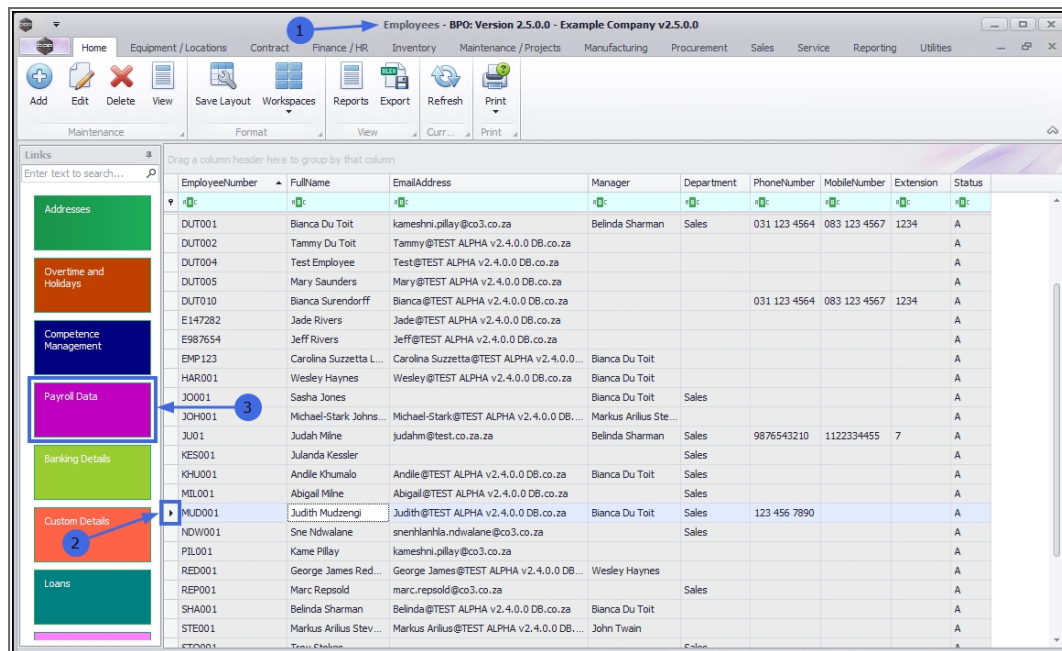 1
Employees - BPO: Version 2.5.0.0 - Example Company v2.5.0.0
Home Equipment / Locations Contract Finance / HR Inventory Maintenance / Projects Manufacturing Procurement Sales Service Reporting Utilities
Add Edit Delete View Save Layout Workspaces Reports Export Refresh Print
Maintenance Format View Curr... Print
Links
Enter text to search...
Addresses
Overtime and
Holidays
Competence
Management
Payroll Data
3
Banking Details
Custom Details
2
Loans
Drag a column header here to group by that column
EmployeeNumber FullName EmailAddress Manager Department PhoneNumber MobileNumber Extension Status
DUT001 Bianca Du Toit kameshni.pillay@co3.co.za Belinda Sharman Sales 031 123 4564 083 123 4567 1234 A
DUT002 Tammy Du Toit Tammy@TEST ALPHA v2.4.0.0 DB.co.za A
DUT004 Test Employee Test@TEST ALPHA v2.4.0.0 DB.co.za A
DUT005 Mary Saunders Mary@TEST ALPHA v2.4.0.0 DB.co.za A
DUT010 Bianca Surendorff Bianca@TEST ALPHA v2.4.0.0 DB.co.za 031 123 4564 083 123 4567 1234 A
E147282 Jade Rivers Jade@TEST ALPHA v2.4.0.0 DB.co.za A
E987654 Jeff Rivers Jeff@TEST ALPHA v2.4.0.0 DB.co.za A
EMP123 Carolina Suzzetta L... Carolina Suzzetta@TEST ALPHA v2.4.0.0... Bianca Du Toit A
HAR001 Wesley Haynes Wesley@TEST ALPHA v2.4.0.0 DB.co.za Bianca Du Toit A
JO001 Sasha Jones Bianca Du Toit Sales A
JOH001 Michael-Stark Johns... Michael-Stark@TEST ALPHA v2.4.0.0 DB.... Markus Arilius Ste... A
JU01 Judah Milne judahm@test.co.za.za Belinda Sharman Sales 9876543210 1122334455 7 A
KES001 Julanda Kessler Sales A
KHU001 Andile Khumalo Andile@TEST ALPHA v2.4.0.0 DB.co.za Bianca Du Toit Sales A
MIL001 Abigail Milne Abigail@TEST ALPHA v2.4.0.0 DB.co.za Sales A
MUD001 Judith Mudzengi Judith@TEST ALPHA v2.4.0.0 DB.co.za Bianca Du Toit Sales 123 456 7890 A
NDW001 Sne Ndwalane snenhlanhla.ndwalane@co3.co.za Sales A
PIL001 Kame Pillay kameshni.pillay@co3.co.za A
RED001 George James Red... George James@TEST ALPHA v2.4.0.0 DB.... Wesley Haynes A
REP001 Marc Repsold marc.repsold@co3.co.za Sales A
SHA001 Belinda Sharman Belinda@TEST ALPHA v2.4.0.0 DB.co.za Bianca Du Toit A
STE001 Markus Arilius Stev... Markus Arilius@TEST ALPHA v2.4.0.0 DB.... John Twain A
STO001 Troy Stokes Sales A